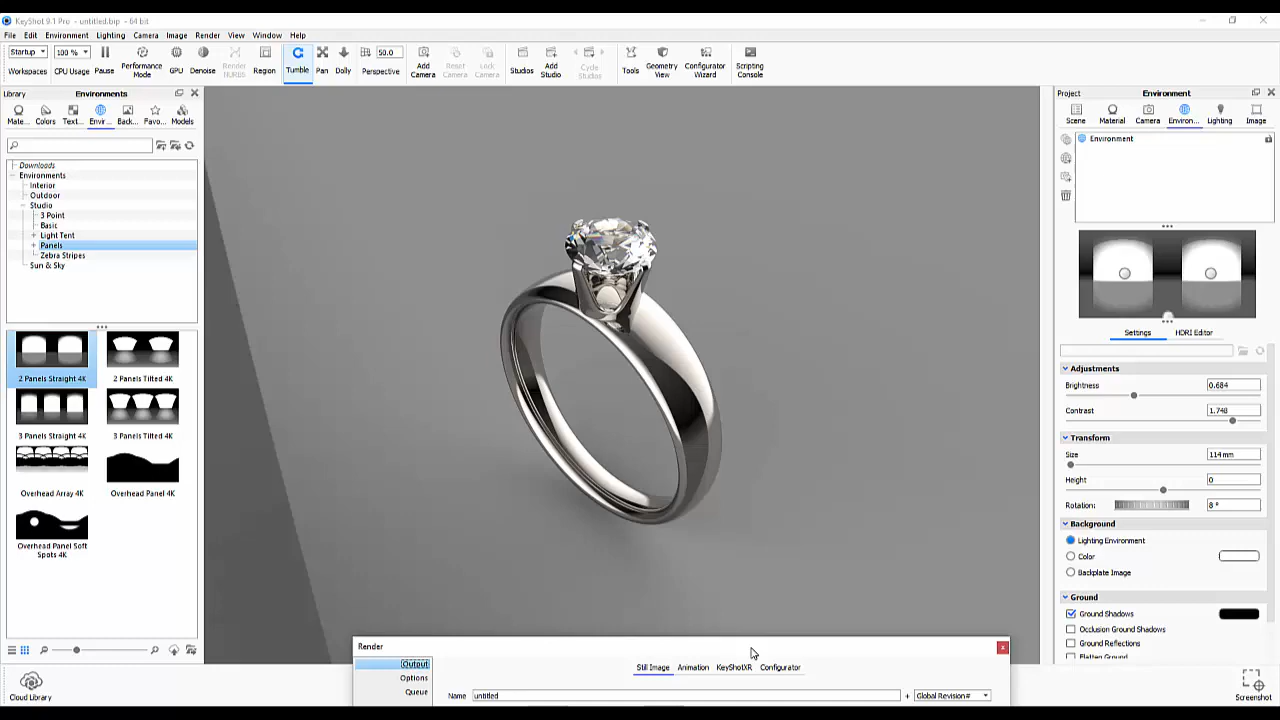 KeyShot 9.1 Pro - untitled.bip - 64 bit
File Edit Environment Lighting Camera Image Render View Window Help
Startup 100 % 50.0
Workspaces CPU Usage Pause Performance Mode GPU Denoise Render NURBS Region Tumble Pan Dolly Perspective Add Camera Reset Camera Lock Camera Studios Add Studio Cycle Studios Tools Geometry View Configurator Wizard Scripting Console
Library Environments
Mate... Colors Text... Envir... Back... Favo... Models
Downloads
Environments
Interior
Outdoor
Studio
3 Point
Basic
Light Tent
Panels
Zebra Stripes
Sun & Sky
2 Panels Straight 4K 2 Panels Tilted 4K
3 Panels Straight 4K 3 Panels Tilted 4K
Overhead Array 4K Overhead Panel 4K
Overhead Panel Soft Spots 4K
Cloud Library
Project Environment
Scene Material Camera Environ... Lighting Image
Environment
Settings HDRI Editor
Adjustments
Brightness 0.684
Contrast 1.748
Transform
Size 114 mm
Height 0
Rotation: 8 °
Background
Lighting Environment
Color
Backplate Image
Ground
Ground Shadows
Occlusion Ground Shadows
Ground Reflections
Flatten Ground
Screenshot
Render
Output
Options
Queue
Still Image Animation KeyShotXR Configurator
Name untitled + Global Revision#